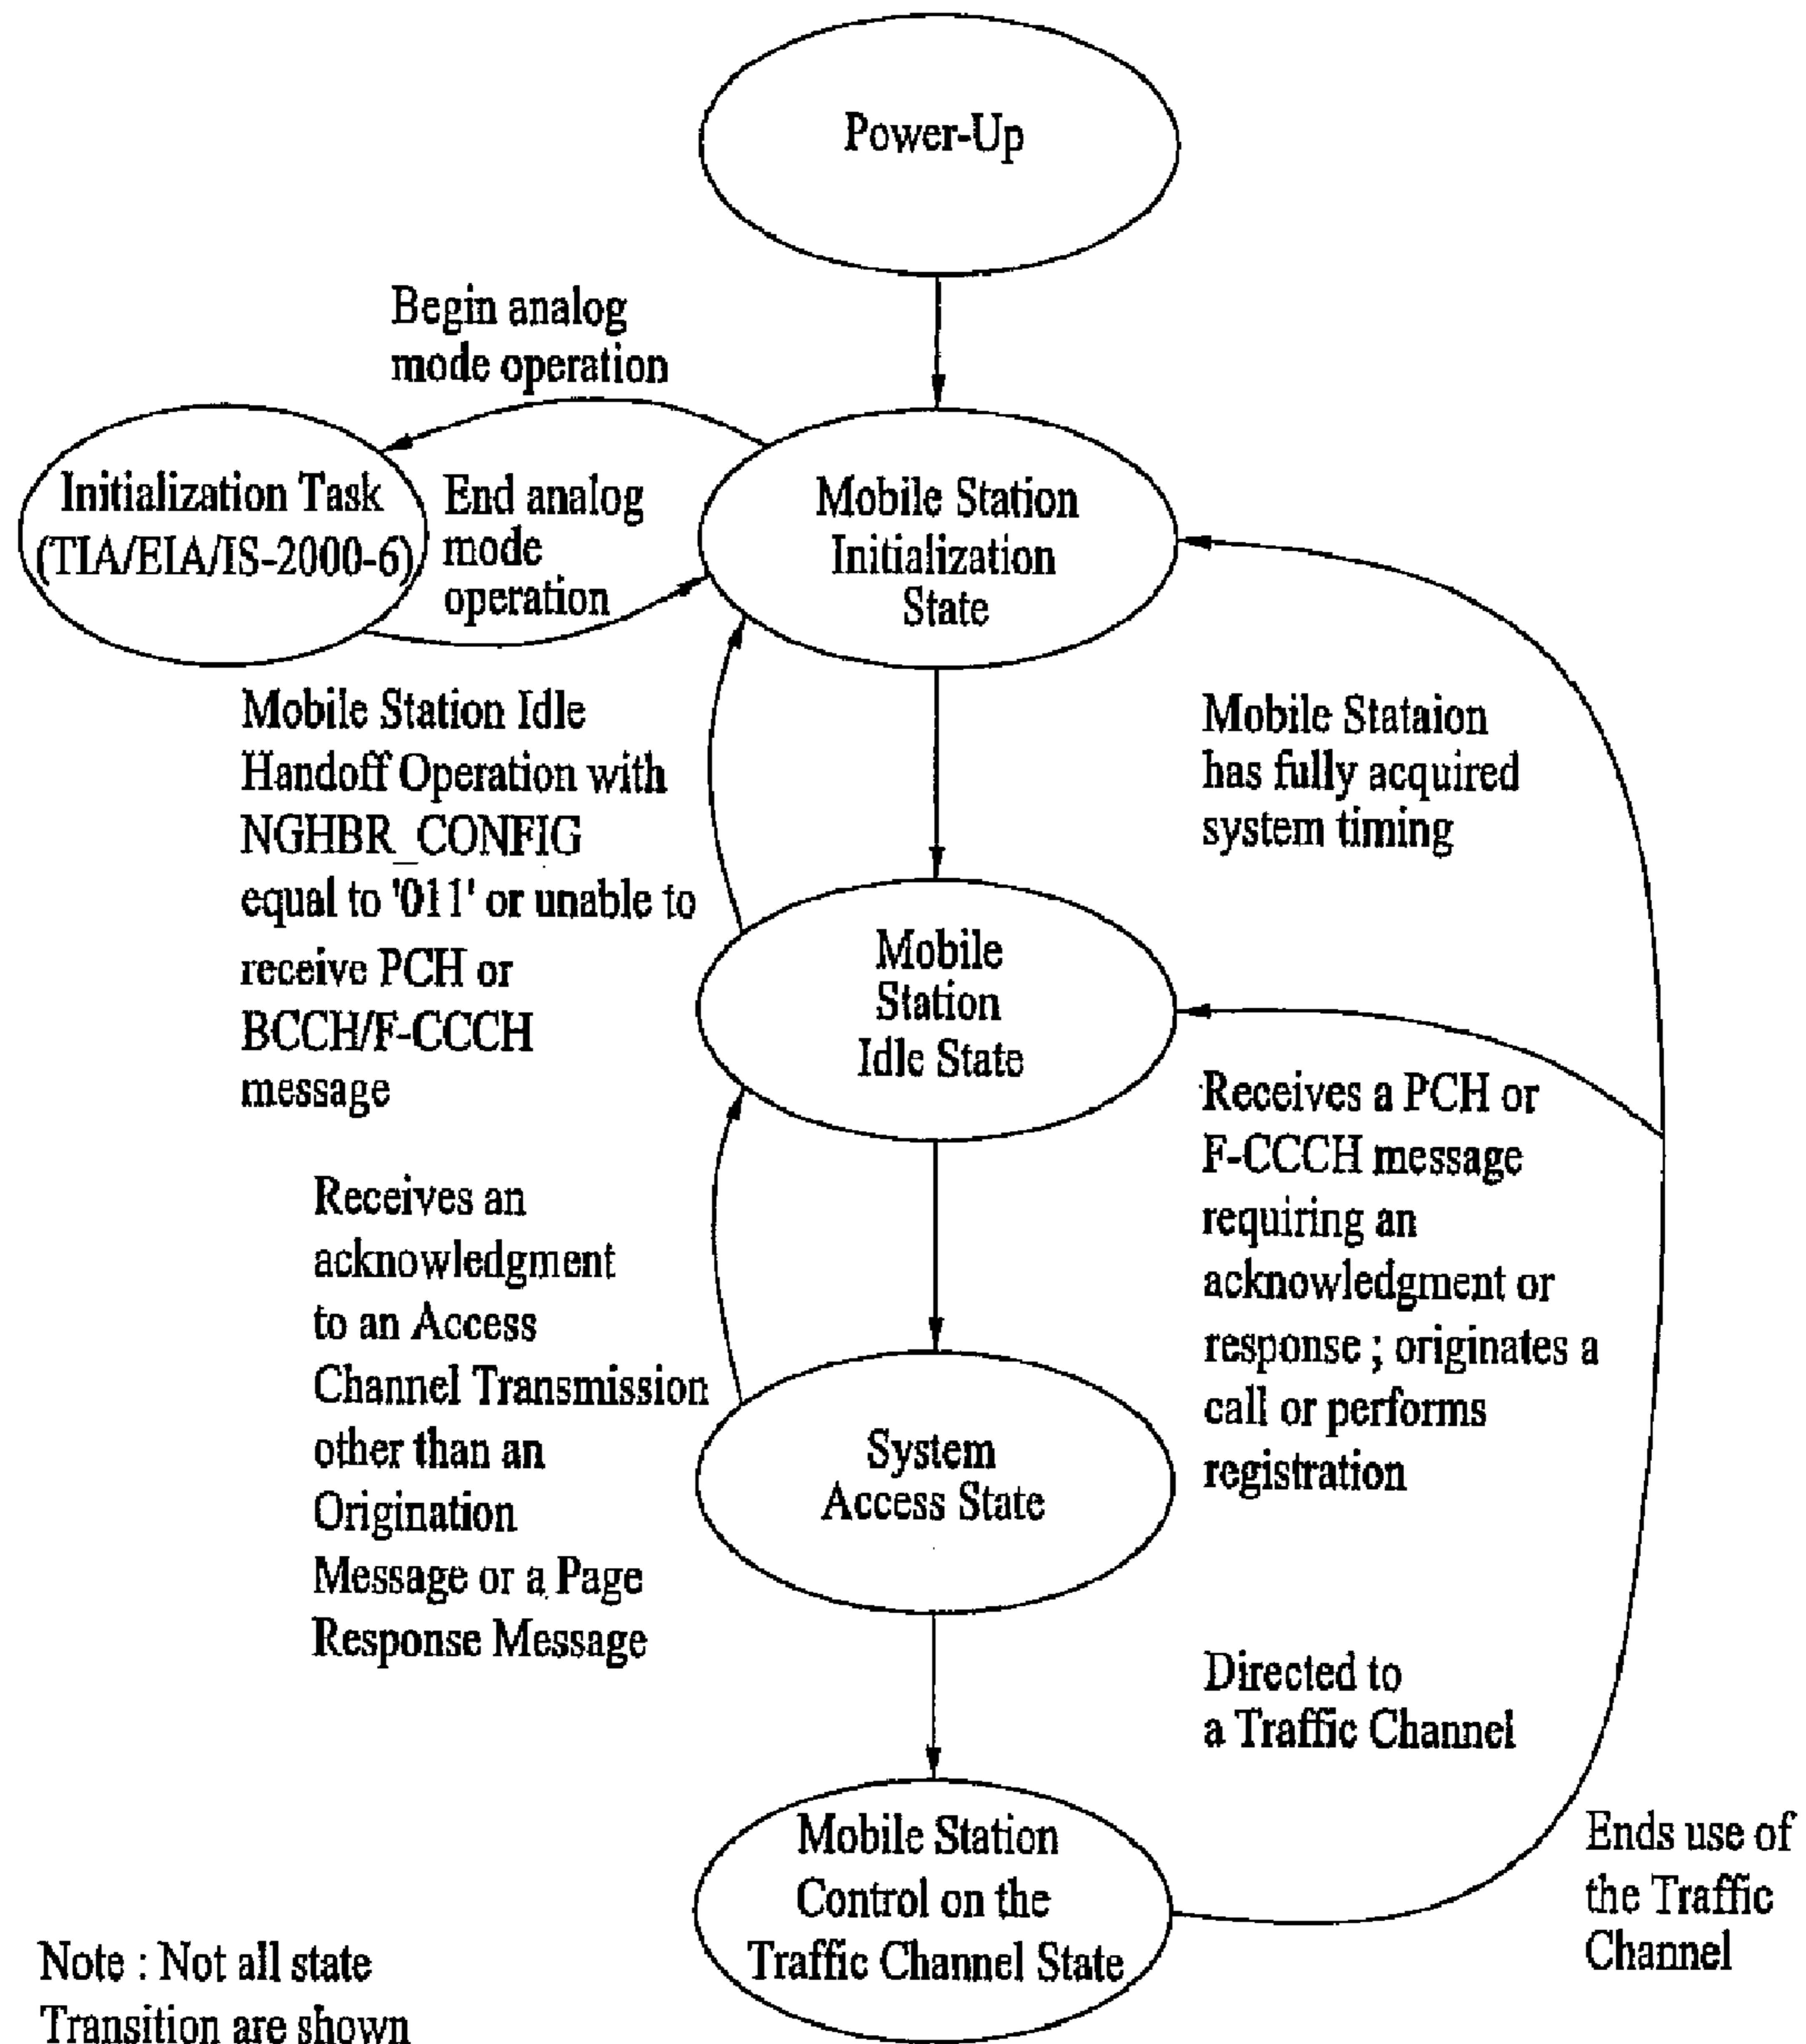 Power-Up
Begin analog
mode operation
Initialization Task
(TIA/EIA/IS-2000-6)
End analog
mode
operation
Mobile Station
Initialization
State
Mobile Station Idle
Handoff Operation with
NGHBR_CONFIG
equal to '011' or unable to
receive PCH or
BCCH/F-CCCH
message
Mobile Stataion
has fully acquired
system timing
Mobile
Station
Idle State
Receives a PCH or
F-CCCH message
requiring an
acknowledgment or
response ; originates a
call or performs
registration
Receives an
acknowledgment
to an Access
Channel Transmission
other than an
Origination
Message or a Page
Response Message
System
Access State
Directed to
a Traffic Channel
Mobile Station
Control on the
Traffic Channel State
Ends use of
the Traffic
Channel
Note : Not all state
Transition are shown